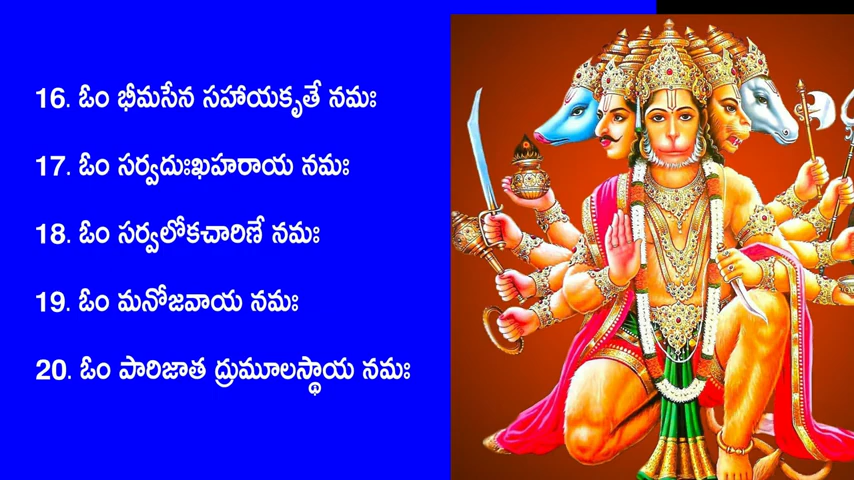 16. ఓం భీమసేన సహాయకృతే నమః
17. ఓం సర్వదుఃఖహరాయ నమః
18. ఓం సర్వలోకచారిణే నమః
19. ఓం మనోజవాయ నమః
20. ఓం పారిజాత ద్రుమూలస్థాయ నమః